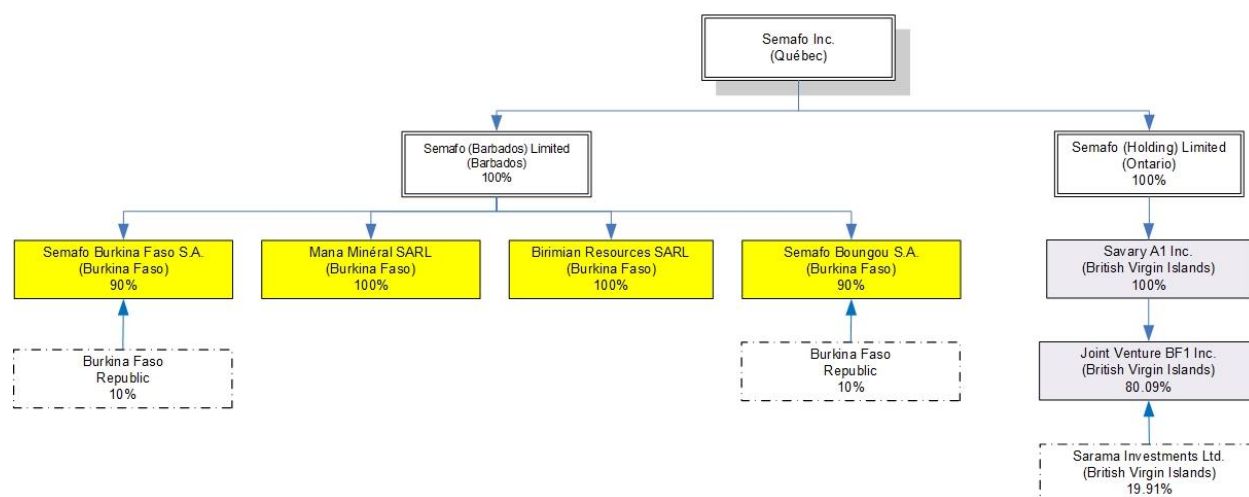 Semafo Inc.
(Québec)
Semafo (Barbados) Limited
(Barbados)
100%
Semafo (Holding) Limited
(Ontario)
100%
Semafo Burkina Faso S.A.
(Burkina Faso)
90%
Mana Minéral SARL
(Burkina Faso)
100%
Birimian Resources SARL
(Burkina Faso)
100%
Semafo Boungou S.A.
(Burkina Faso)
90%
Savary A1 Inc.
(British Virgin Islands)
100%
Burkina Faso
Republic
10%
Burkina Faso
Republic
10%
Joint Venture BF1 Inc.
(British Virgin Islands)
80.09%
Sarama Investments Ltd.
(British Virgin Islands)
19.91%